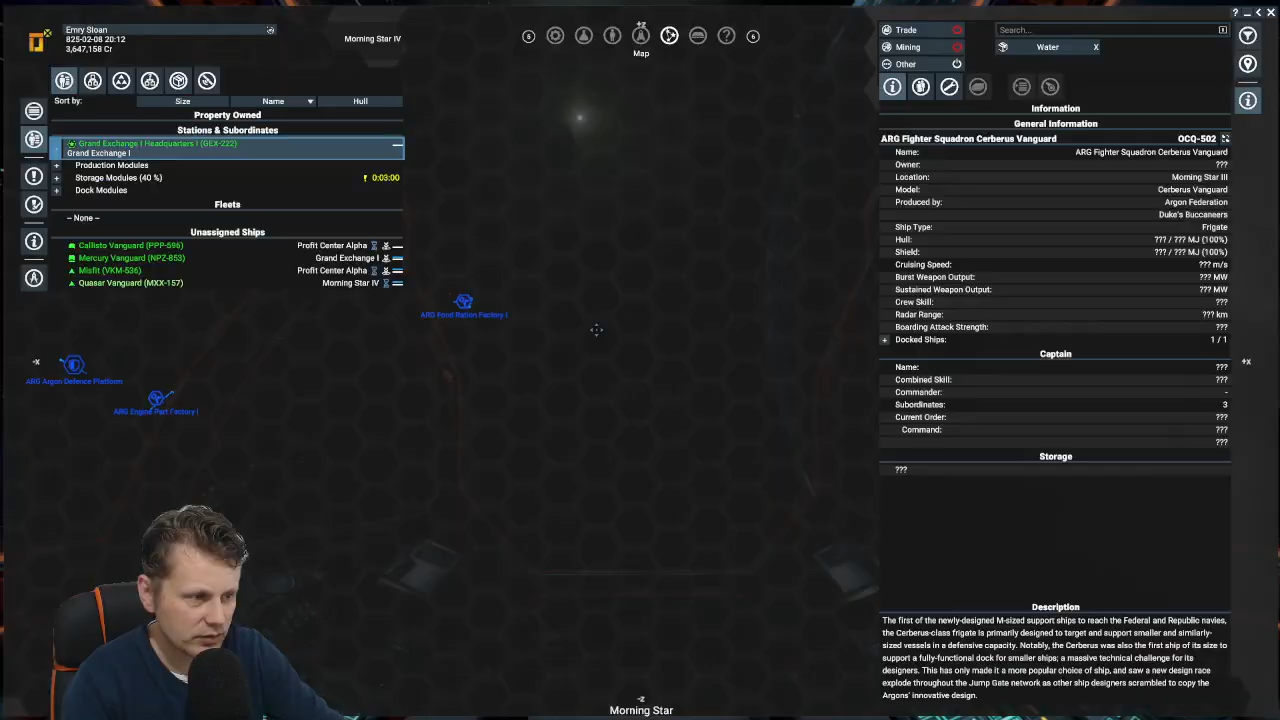 Emry Sloan
825-02-08 20:12
3,647,158 Cr
Morning Star IV
Sort by:
Size
Name
Hull
Property Owned
Stations & Subordinates
Grand Exchange I Headquarters I (GEX-222)
Grand Exchange I
+ Production Modules
+ Storage Modules (40 %)
0:03:00
+ Dock Modules
Fleets
-- None --
Unassigned Ships
Callisto Vanguard (PPP-596)
Profit Center Alpha
Mercury Vanguard (NPZ-853)
Grand Exchange I
Misfit (VKM-536)
Profit Center Alpha
Quasar Vanguard (MXX-157)
Morning Star IV
5
+Z
?
6
Map
ARG Food Ration Factory I
-X
ARG Argon Defence Platform
ARG Engine Part Factory I
+X
-Z
Morning Star
Trade
Mining
Other
Search...
Water
X
Information
General Information
ARG Fighter Squadron Cerberus Vanguard
OCQ-502
Name:
ARG Fighter Squadron Cerberus Vanguard
Owner:
???
Location:
Morning Star III
Model:
Cerberus Vanguard
Produced by:
Argon Federation
Duke's Buccaneers
Ship Type:
Frigate
Hull:
??? / ??? MJ (100%)
Shield:
??? / ??? MJ (100%)
Cruising Speed:
??? m/s
Burst Weapon Output:
??? MW
Sustained Weapon Output:
??? MW
Crew Skill:
???
Radar Range:
??? km
Boarding Attack Strength:
???
+ Docked Ships:
1 / 1
Captain
Name:
???
Combined Skill:
???
Commander:
-
Subordinates:
3
Current Order:
???
Command:
???
???
Storage
???
Description
The first of the newly-designed M-sized support ships to reach the Federal and Republic navies,
the Cerberus-class frigate is primarily designed to target and support smaller and similarly-
sized vessels in a defensive capacity. Notably, the Cerberus was also the first ship of its size to
support a fully-functional dock for smaller ships; a massive technical challenge for its
designers. This has only made it a more popular choice of ship, and saw a new design race
explode throughout the Jump Gate network as other ship designers scrambled to copy the
Argons' innovative design.